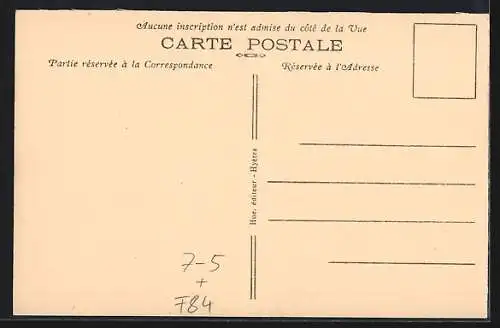 Aucune inscription n'est admise du côté de la Vue
CARTE POSTALE
Partie réservée à la Correspondance
Réservée à l'Adresse
Hue, éditeur - Hyères
7-5
+
F84